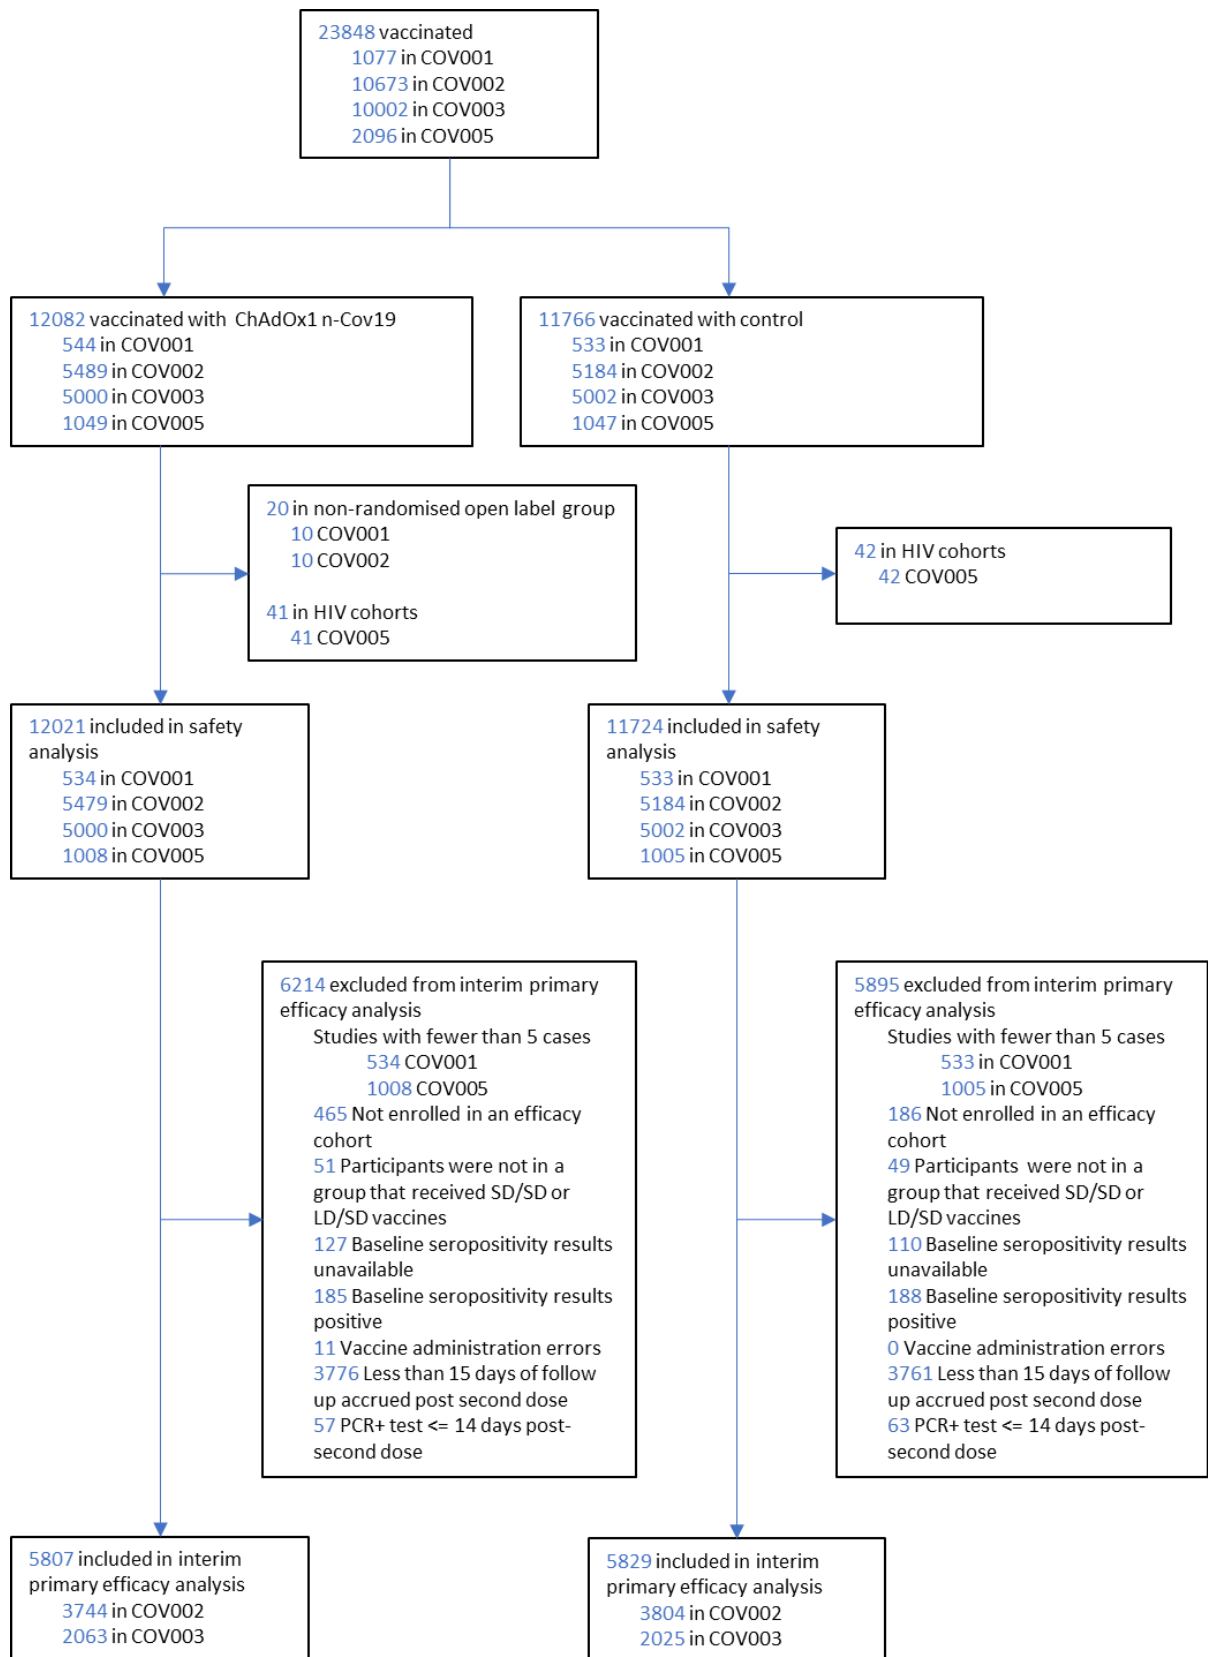 23848 vaccinated
1077 in COV001
10673 in COV002
10002 in COV003
2096 in COV005
12082 vaccinated with ChAdOx1 n-Cov19
544 in COV001
5489 in COV002
5000 in COV003
1049 in COV005
11766 vaccinated with control
533 in COV001
5184 in COV002
5002 in COV003
1047 in COV005
20 in non-randomised open label group
10 COV001
10 COV002
41 in HIV cohorts
41 COV005
42 in HIV cohorts
42 COV005
12021 included in safety
analysis
534 in COV001
5479 in COV002
5000 in COV003
1008 in COV005
11724 included in safety
analysis
533 in COV001
5184 in COV002
5002 in COV003
1005 in COV005
6214 excluded from interim primary
efficacy analysis
Studies with fewer than 5 cases
534 COV001
1008 COV005
465 Not enrolled in an efficacy
cohort
51 Participants were not in a
group that received SD/SD or
LD/SD vaccines
127 Baseline seropositivity results
unavailable
185 Baseline seropositivity results
positive
11 Vaccine administration errors
3776 Less than 15 days of follow
up accrued post second dose
57 PCR+ test <= 14 days post-
second dose
5895 excluded from interim primary
efficacy analysis
Studies with fewer than 5 cases
533 in COV001
1005 in COV005
186 Not enrolled in an efficacy
cohort
49 Participants were not in a
group that received SD/SD or
LD/SD vaccines
110 Baseline seropositivity results
unavailable
188 Baseline seropositivity results
positive
0 Vaccine administration errors
3761 Less than 15 days of follow
up accrued post second dose
63 PCR+ test <= 14 days post-
second dose
5807 included in interim
primary efficacy analysis
3744 in COV002
2063 in COV003
5829 included in interim
primary efficacy analysis
3804 in COV002
2025 in COV003